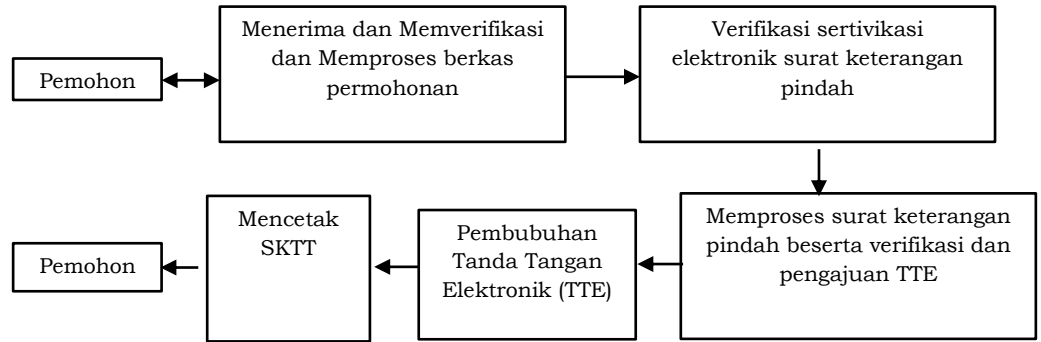 Pemohon
Menerima dan Memverifikasi
dan Memproses berkas
permohonan
Verifikasi sertivikasi
elektronik surat keterangan
pindah
Memproses surat keterangan
pindah beserta verifikasi dan
pengajuan TTE
Pembubuhan
Tanda Tangan
Elektronik (TTE)
Mencetak
SKTT
Pemohon